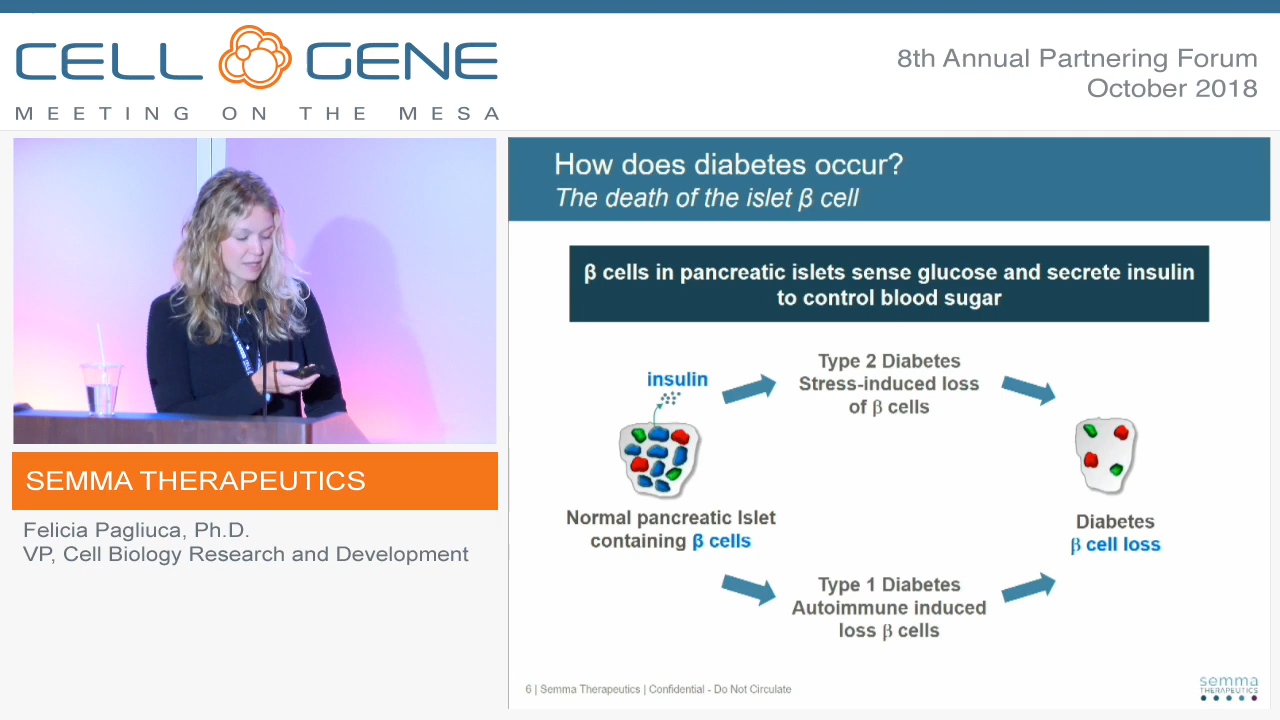 CELL GENE
MEETING ON THE MESA
8th Annual Partnering Forum
October 2018
How does diabetes occur?
The death of the islet β cell
β cells in pancreatic islets sense glucose and secrete insulin
to control blood sugar
insulin
Type 2 Diabetes
Stress-induced loss
of β cells
Normal pancreatic Islet
containing β cells
Diabetes
β cell loss
Type 1 Diabetes
Autoimmune induced
loss β cells
6 | Semma Therapeutics | Confidential - Do Not Circulate
semma
THERAPEUTICS
SEMMA THERAPEUTICS
Felicia Pagliuca, Ph.D.
VP, Cell Biology Research and Development